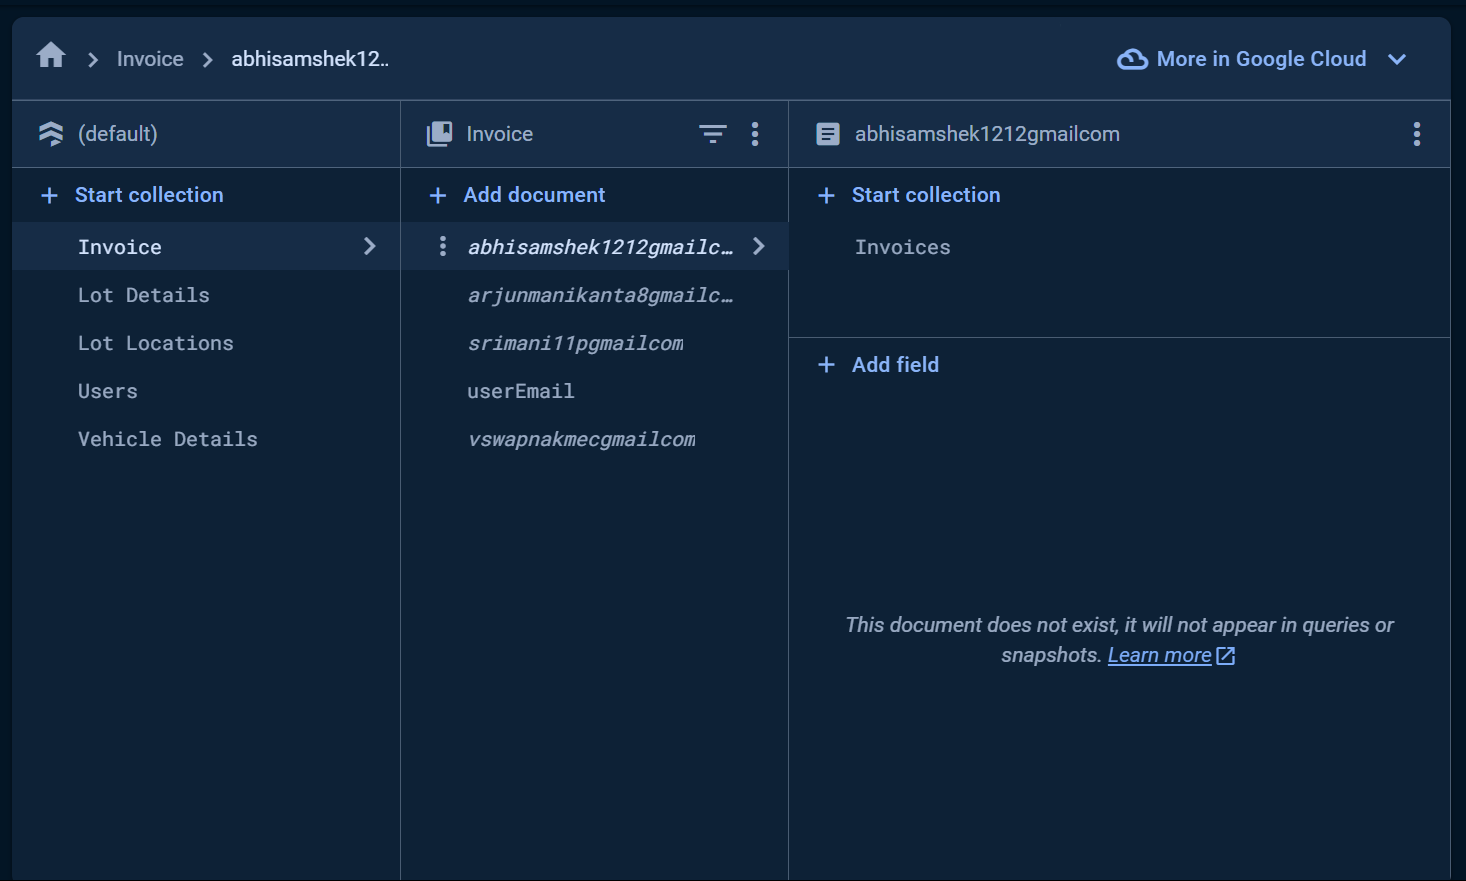 Invoice
abhisamshek12..
More in Google Cloud
(default)
Invoice
abhisamshek1212gmailcom
Start collection
Add document
Start collection
Invoice
abhisamshek1212gmailc…
Invoices
Lot Details
arjunmanikanta8gmailc…
Lot Locations
srimani11pgmailcom
Add field
Users
userEmail
Vehicle Details
vswapnakmecgmailcom
This document does not exist, it will not appear in queries or
snapshots. Learn more